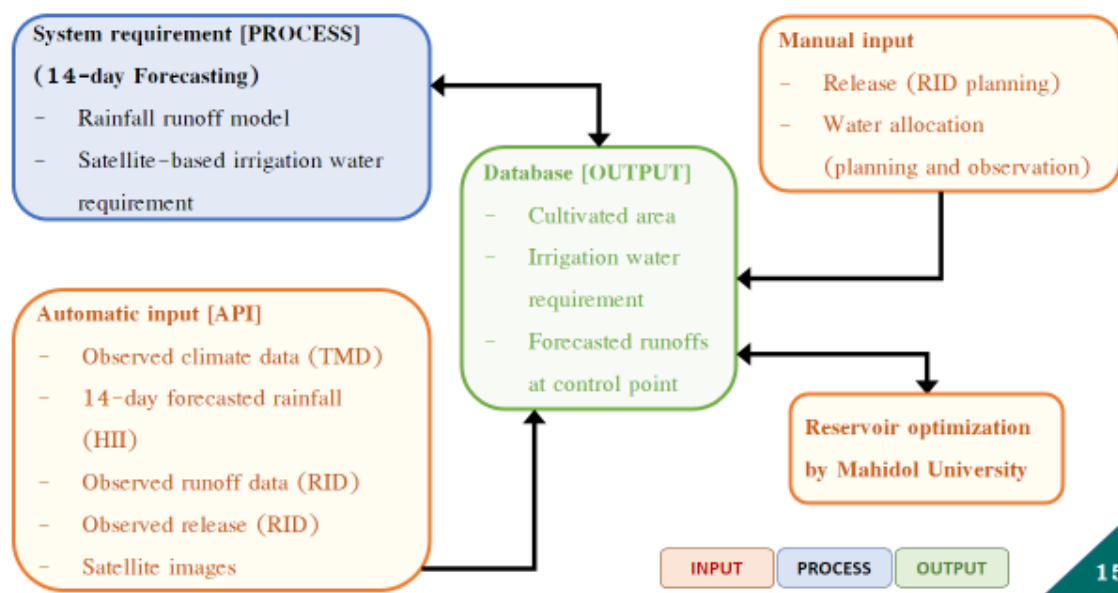 System requirement [PROCESS]
(14-day Forecasting)
- Rainfall runoff model
- Satellite-based irrigation water
requirement
Manual input
- Release (RID planning)
- Water allocation
(planning and observation)
Database [OUTPUT]
- Cultivated area
- Irrigation water
requirement
- Forecasted runoffs
at control point
Automatic input [API]
- Observed climate data (TMD)
- 14-day forecasted rainfall
(HII)
- Observed runoff data (RID)
- Observed release (RID)
- Satellite images
Reservoir optimization
by Mahidol University
INPUT
PROCESS
OUTPUT
15